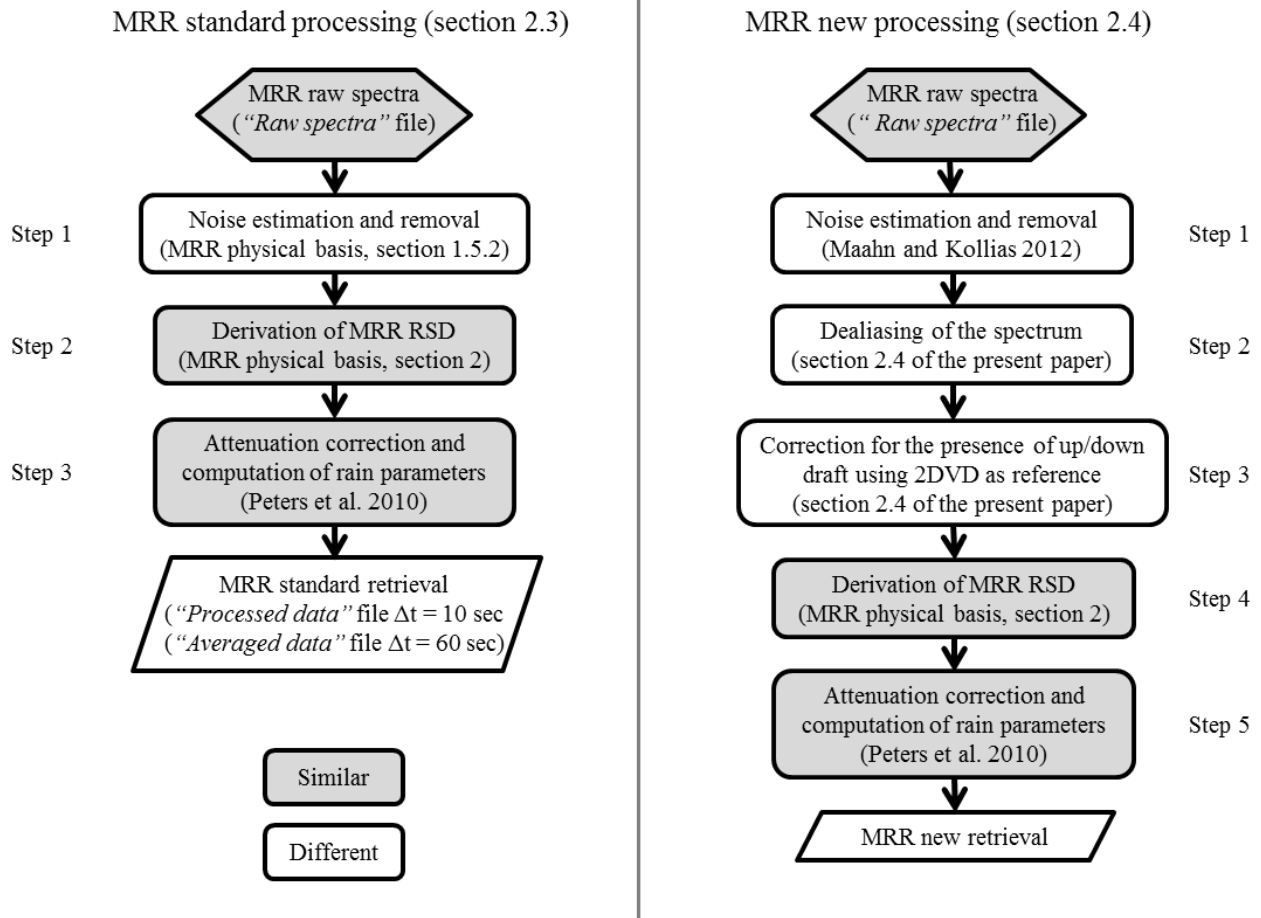 MRR standard processing (section 2.3)
MRR raw spectra
(“Raw spectra” file)
Step 1
Noise estimation and removal
(MRR physical basis, section 1.5.2)
Step 2
Derivation of MRR RSD
(MRR physical basis, section 2)
Step 3
Attenuation correction and
computation of rain parameters
(Peters et al. 2010)
MRR standard retrieval
(“Processed data” file Δt = 10 sec
(“Averaged data” file Δt = 60 sec)
Similar
Different
MRR new processing (section 2.4)
MRR raw spectra
(“ Raw spectra” file)
Noise estimation and removal
(Maahn and Kollias 2012)
Step 1
Dealiasing of the spectrum
(section 2.4 of the present paper)
Step 2
Correction for the presence of up/down
draft using 2DVD as reference
(section 2.4 of the present paper)
Step 3
Derivation of MRR RSD
(MRR physical basis, section 2)
Step 4
Attenuation correction and
computation of rain parameters
(Peters et al. 2010)
Step 5
MRR new retrieval